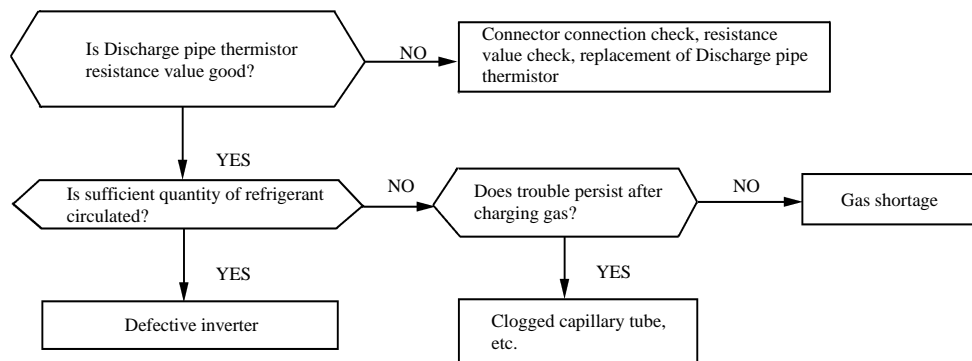 Is Discharge pipe thermistor
resistance value good?
NO
Connector connection check, resistance
value check, replacement of Discharge pipe
thermistor
YES
Is sufficient quantity of refrigerant
circulated?
NO
Does trouble persist after
charging gas?
NO
Gas shortage
YES
YES
Defective inverter
Clogged capillary tube,
etc.